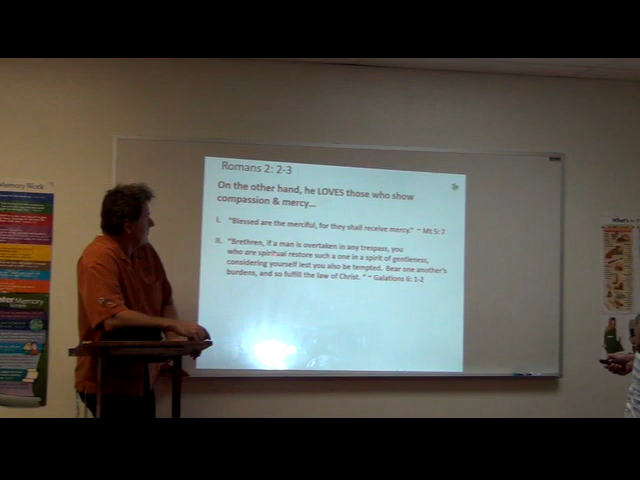 Romans 2: 2-3
On the other hand, he LOVES those who show
compassion & mercy...
I. "Blessed are the merciful, for they shall receive mercy." ~ Mt 5: 7
II. "Brethren, if a man is overtaken in any trespass, you
who are spiritual restore such a one in a spirit of gentleness,
considering yourself lest you also be tempted. Bear one another's
burdens, and so fulfill the law of Christ. " ~ Galations 6: 1-2
Memory Work
Memory
What's